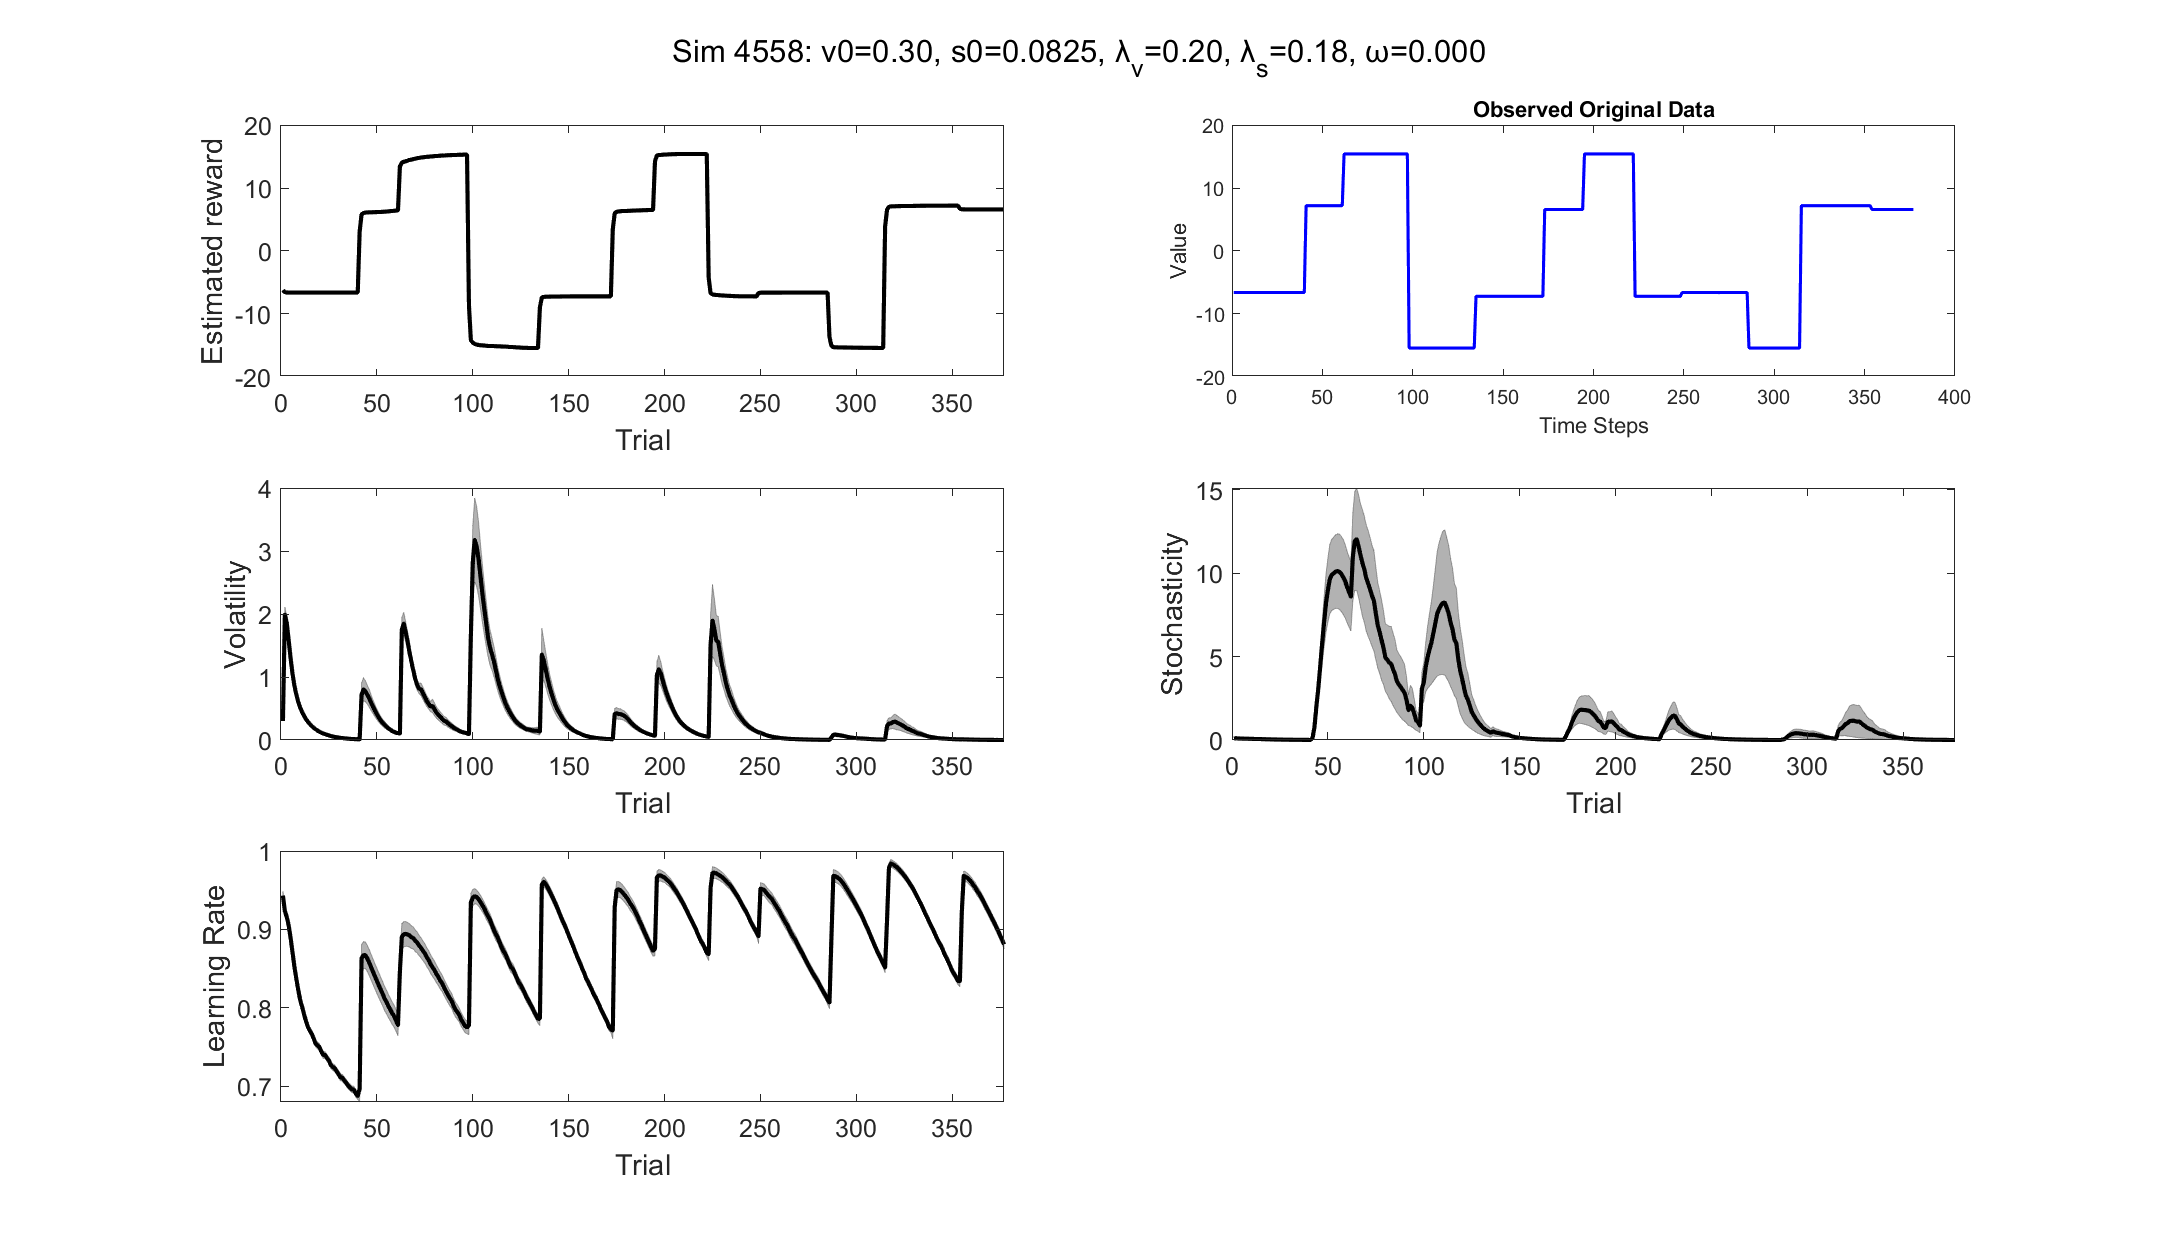 Sim 4558: v0=0.30, s0=0.0825, λ_v=0.20, λ_s=0.18, ω=0.000
20
10
0
-10
-20
Estimated reward
0 50 100 150 200 250 300 350
Trial
Observed Original Data
20
10
0
-10
-20
Value
0 50 100 150 200 250 300 350 400
Time Steps
4
3
2
1
0
Volatility
0 50 100 150 200 250 300 350
Trial
15
10
5
0
Stochasticity
0 50 100 150 200 250 300 350
Trial
1
0.9
0.8
0.7
Learning Rate
0 50 100 150 200 250 300 350
Trial